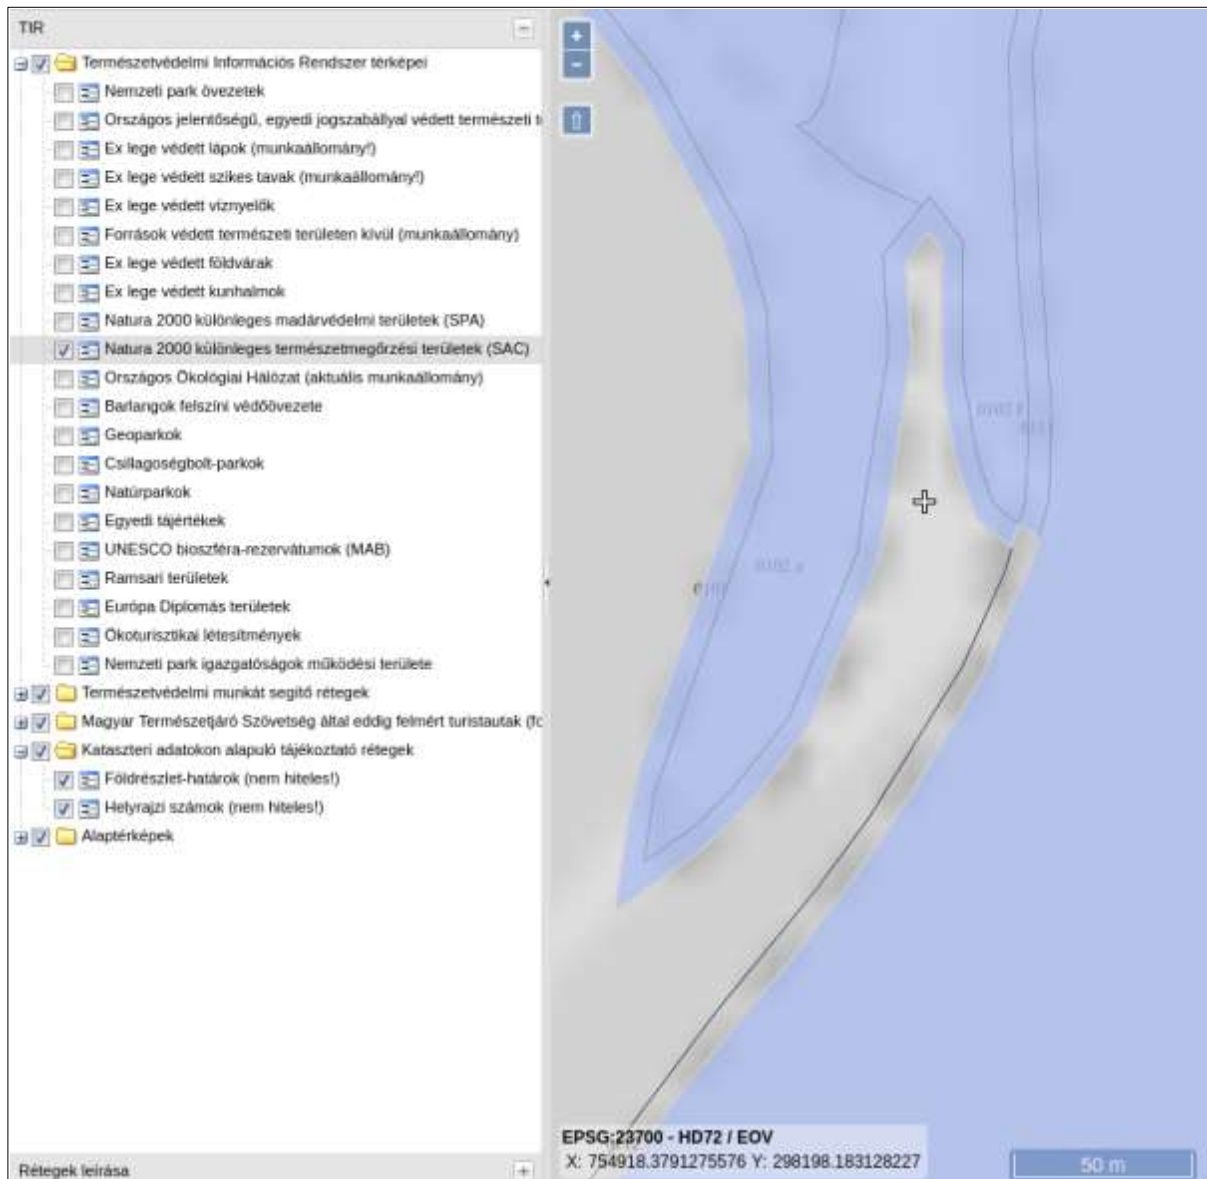 TIR
Természetvédelmi Információs Rendszer térképei
Nemzeti park övezetek
Országos jelentőségű, egyedi jogszabállyal védett természeti t
Ex lege védett lápok (munkaállomány!)
Ex lege védett szikes tavak (munkaállomány!)
Ex lege védett víznyelők
Források védett természeti területen kívül (munkaállomány)
Ex lege védett földvárak
Ex lege védett kunhalmok
Natura 2000 különleges madárvédelmi területek (SPA)
Natura 2000 különleges természetmegőrzési területek (SAC)
Országos Ökológiai Hálózat (aktuális munkaállomány)
Barlangok felszíni védőövezete
Geoparkok
Csillagoségbolt-parkok
Natúrparkok
Egyedi tájértékek
UNESCO bioszféra-rezervátumok (MAB)
Ramsari területek
Európa Diplomás területek
Ökoturisztikai létesítmények
Nemzeti park igazgatóságok működési területe
Természetvédelmi munkát segítő rétegek
Magyar Természetjáró Szövetség által eddig felmért turistautak (fo
Kataszteri adatokon alapuló tájékoztató rétegek
Földrészlet-határok (nem hiteles!)
Helyrajzi számok (nem hiteles!)
Alaptérképek
Rétegek leírása
0102 f
0102 a
EPSG:23700 - HD72 / EOV
X: 754918.3791275576 Y: 298198.183128227
50 m